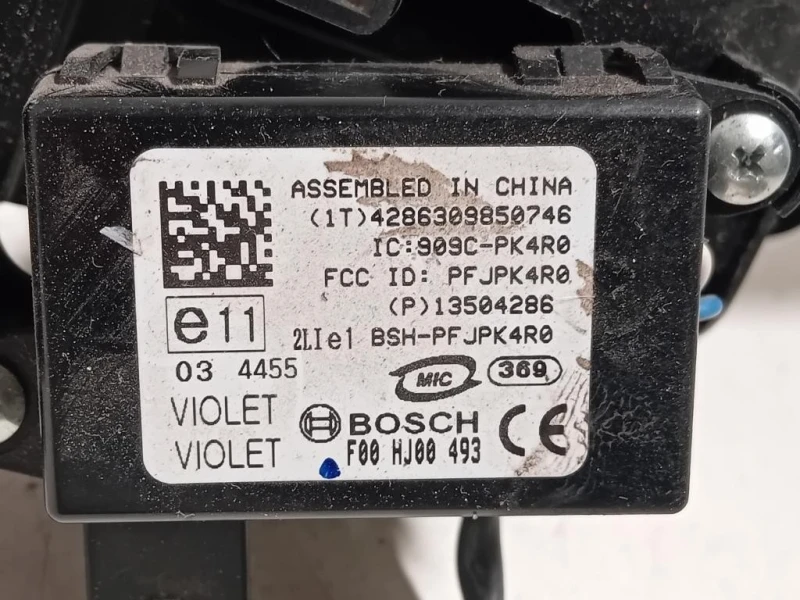 ASSEMBLED IN CHINA
(1T)4286309850746
IC:909C-PK4R0
FCC ID: PFJPK4R0
(P)13504286
e11
2LIe1 BSH-PFJPK4R0
03 4455
MIC 369
VIOLET
VIOLET
BOSCH
F00 HJ00 493
CE